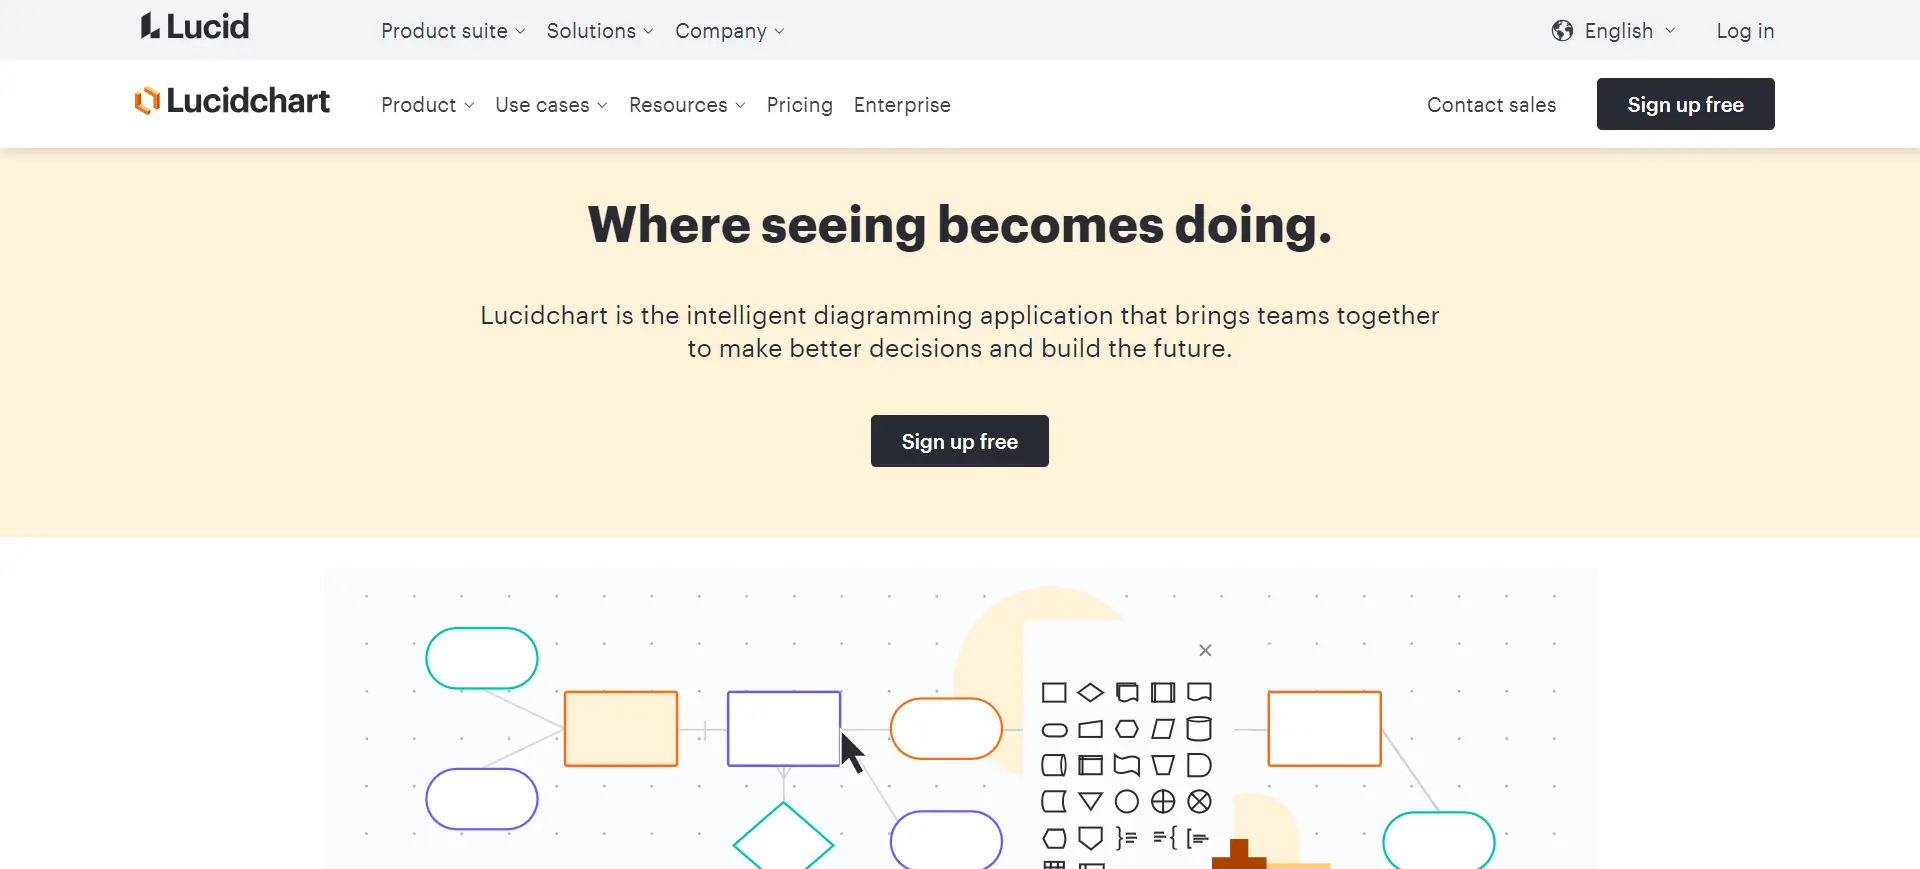 Lucid Product suite Solutions Company English Log in
Lucidchart Product Use cases Resources Pricing Enterprise Contact sales Sign up free
Where seeing becomes doing.
Lucidchart is the intelligent diagramming application that brings teams together
to make better decisions and build the future.
Sign up free